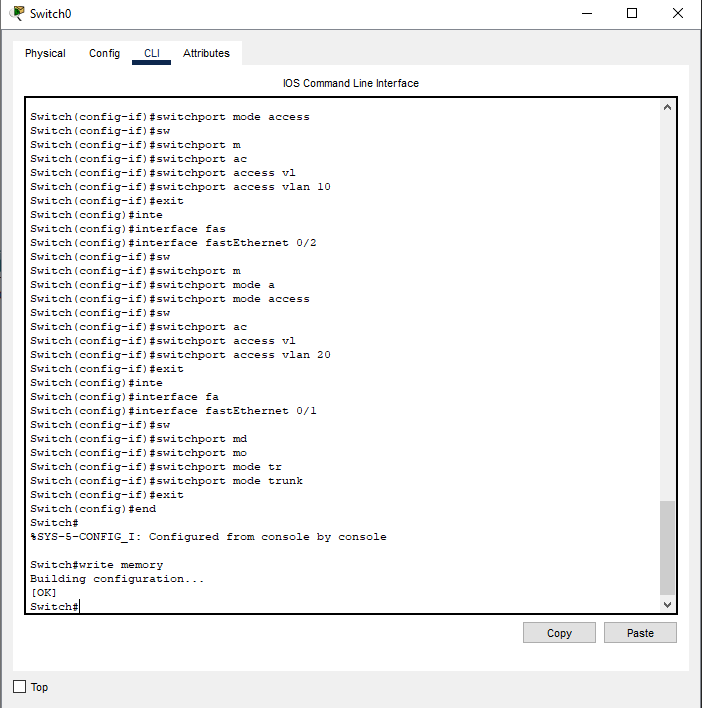 Switch0
Physical Config CLI Attributes
IOS Command Line Interface
Switch(config-if)#switchport mode access
Switch(config-if)#sw
Switch(config-if)#switchport m
Switch(config-if)#switchport ac
Switch(config-if)#switchport access vl
Switch(config-if)#switchport access vlan 10
Switch(config-if)#exit
Switch(config)#inte
Switch(config)#interface fas
Switch(config)#interface fastEthernet 0/2
Switch(config-if)#sw
Switch(config-if)#switchport m
Switch(config-if)#switchport mode a
Switch(config-if)#switchport mode access
Switch(config-if)#sw
Switch(config-if)#switchport ac
Switch(config-if)#switchport access vl
Switch(config-if)#switchport access vlan 20
Switch(config-if)#exit
Switch(config)#inte
Switch(config)#interface fa
Switch(config)#interface fastEthernet 0/1
Switch(config-if)#sw
Switch(config-if)#switchport md
Switch(config-if)#switchport mo
Switch(config-if)#switchport mode tr
Switch(config-if)#switchport mode trunk
Switch(config-if)#exit
Switch(config)#end
Switch#
%SYS-5-CONFIG_I: Configured from console by console
Switch#write memory
Building configuration...
[OK]
Switch#
Copy Paste
Top